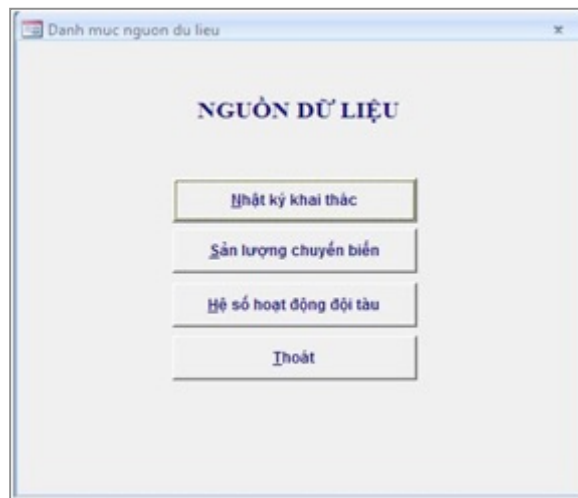 Danh muc nguon du lieu
NGUỒN DỮ LIỆU
Nhật ký khai thác
Sản lượng chuyến biển
Hệ số hoạt động đội tàu
Thoát